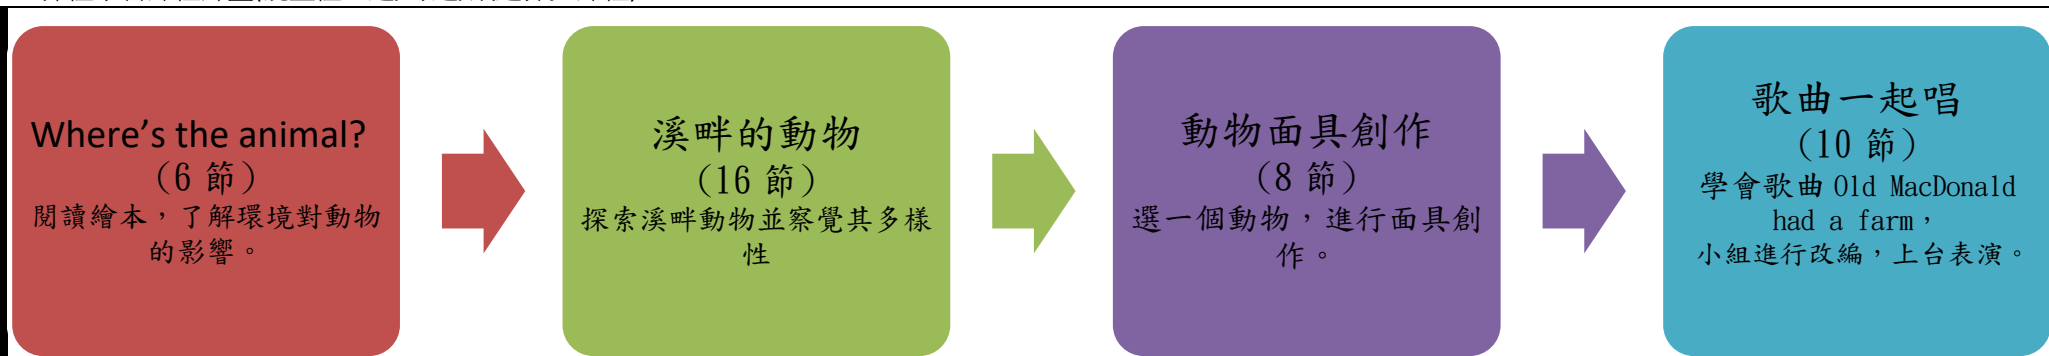 Where's the animal?
(6 節)
閱讀繪本，了解環境對動物
的影響。
溪畔的動物
(16 節)
探索溪畔動物並察覺其多樣
性
動物面具創作
(8 節)
選一個動物，進行面具創
作。
歌曲一起唱
(10 節)
學會歌曲 Old MacDonald
had a farm，
小組進行改編，上台表演。